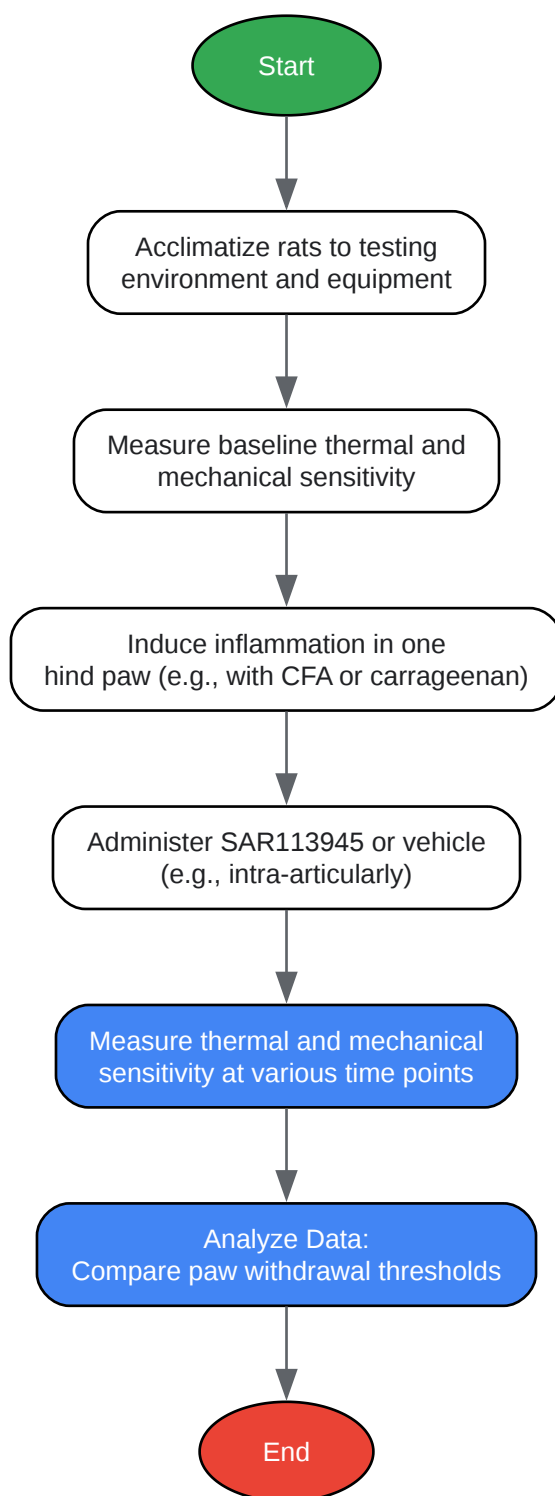 Start
Acclimatize rats to testing
environment and equipment
Measure baseline thermal and
mechanical sensitivity
Induce inflammation in one
hind paw (e.g., with CFA or carrageenan)
Administer SAR113945 or vehicle
(e.g., intra-articularly)
Measure thermal and mechanical
sensitivity at various time points
Analyze Data:
Compare paw withdrawal thresholds
End